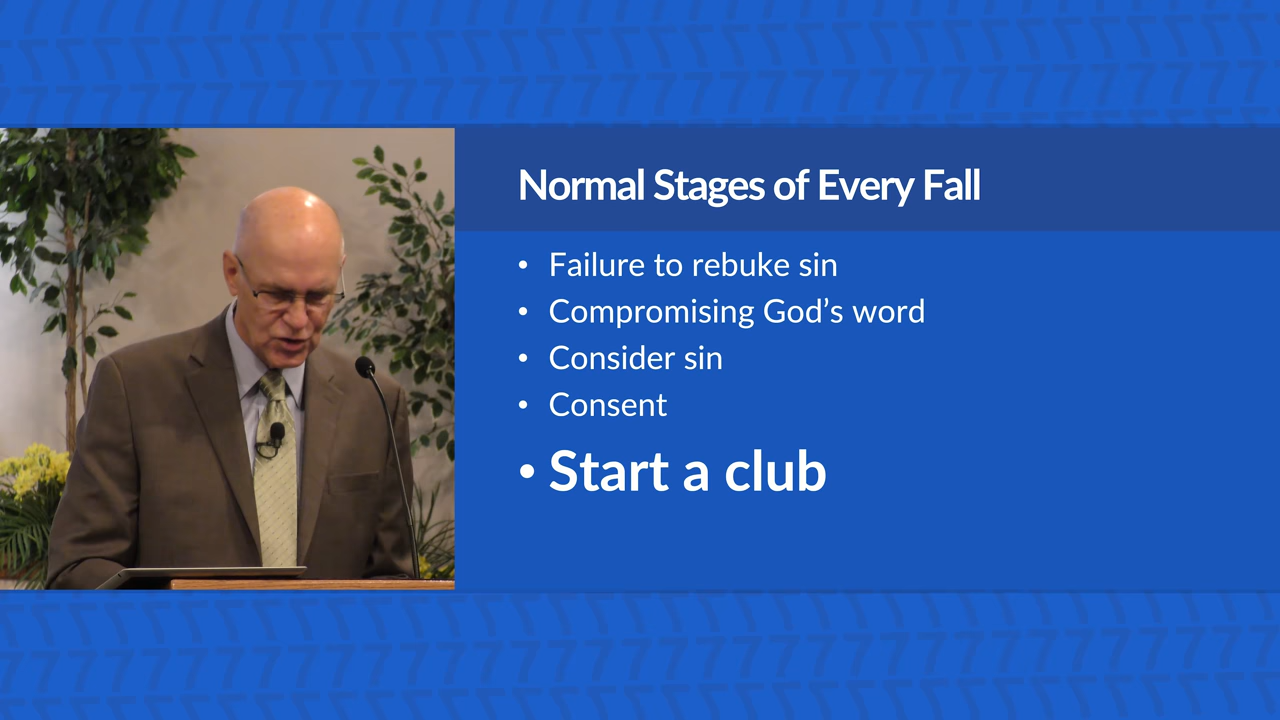 Normal Stages of Every Fall
• Failure to rebuke sin
• Compromising God’s word
• Consider sin
• Consent
• Start a club